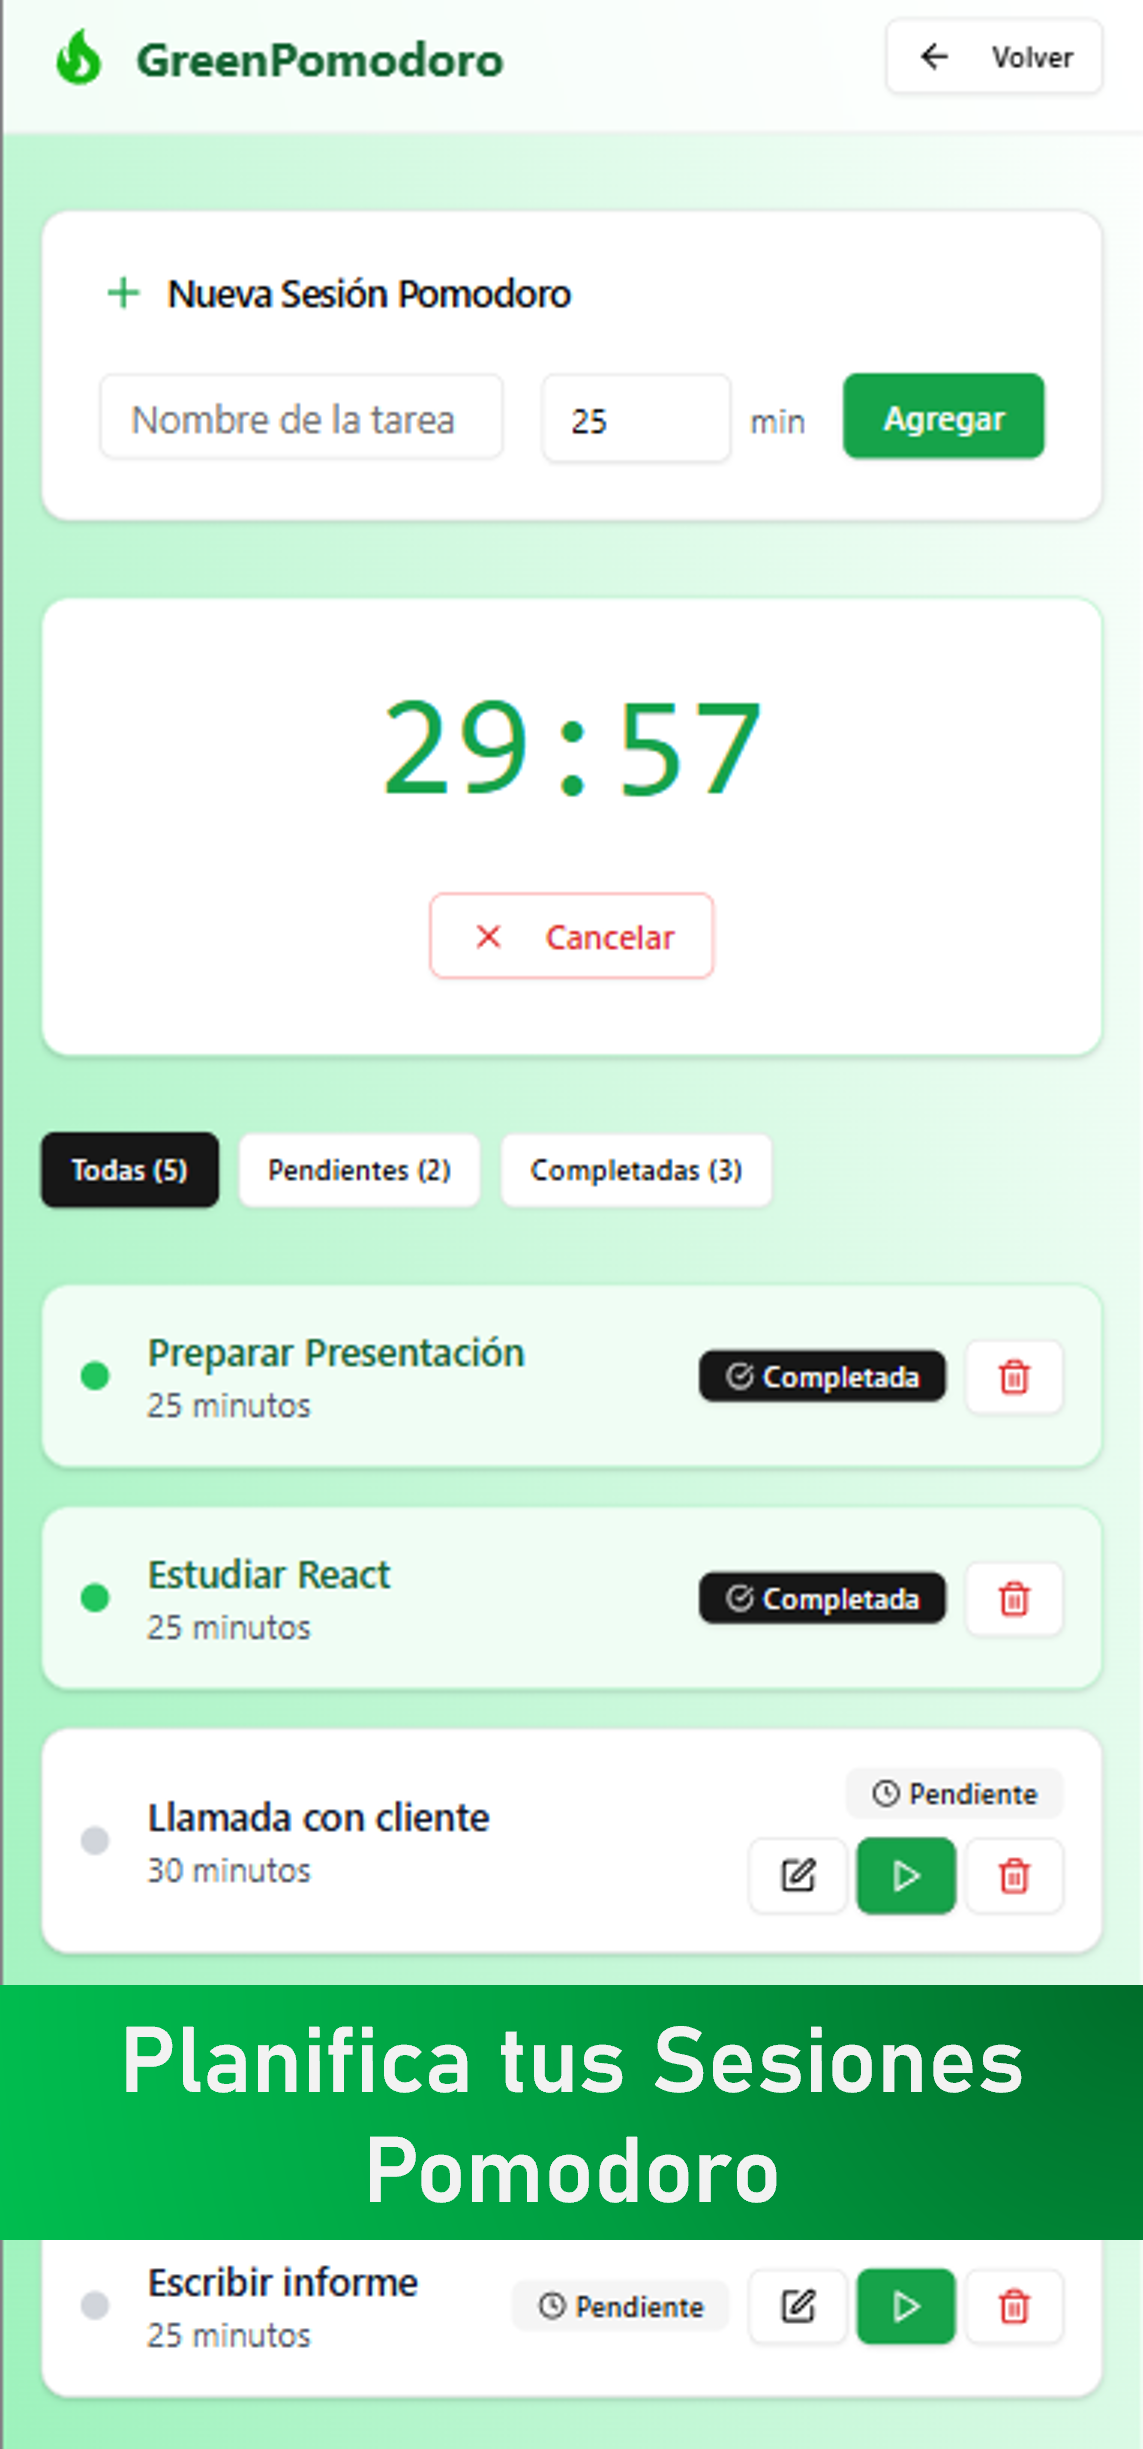 GreenPomodoro
Volver
Nueva Sesión Pomodoro
Nombre de la tarea
25
min
Agregar
29:57
Cancelar
Todas (5)
Pendientes (2)
Completadas (3)
Preparar Presentación
25 minutos
Completada
Estudiar React
25 minutos
Completada
Llamada con cliente
30 minutos
Pendiente
Planifica tus Sesiones
Pomodoro
Escribir informe
25 minutos
Pendiente